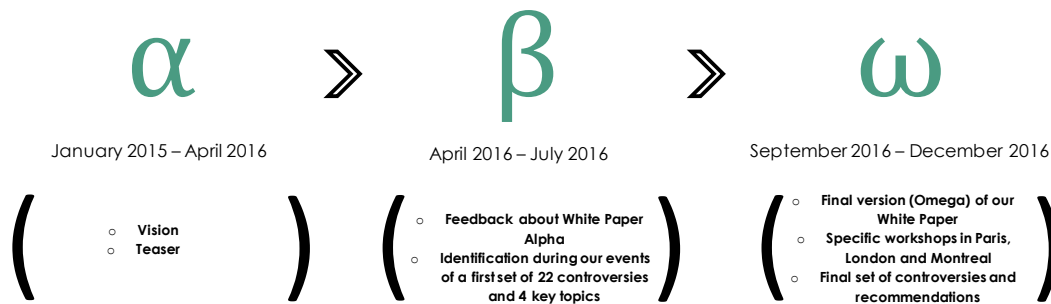 α
January 2015 – April 2016
○ Vision
○ Teaser
β
April 2016 – July 2016
○ Feedback about White Paper
Alpha
○ Identification during our events
of a first set of 22 controversies
and 4 key topics
ω
September 2016 – December 2016
○ Final version (Omega) of our
White Paper
○ Specific workshops in Paris,
London and Montreal
○ Final set of controversies and
recommendations